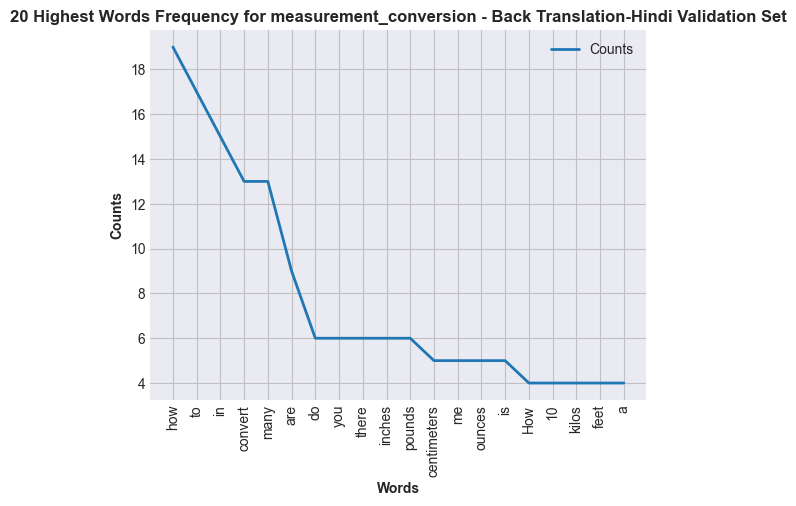 20 Highest Words Frequency for measurement_conversion - Back Translation-Hindi Validation Set
Counts
18
16
14
12
10
8
6
4
Counts
how
to
in
convert
many
are
do
you
there
inches
pounds
centimeters
me
ounces
is
How
10
kilos
feet
a
Words